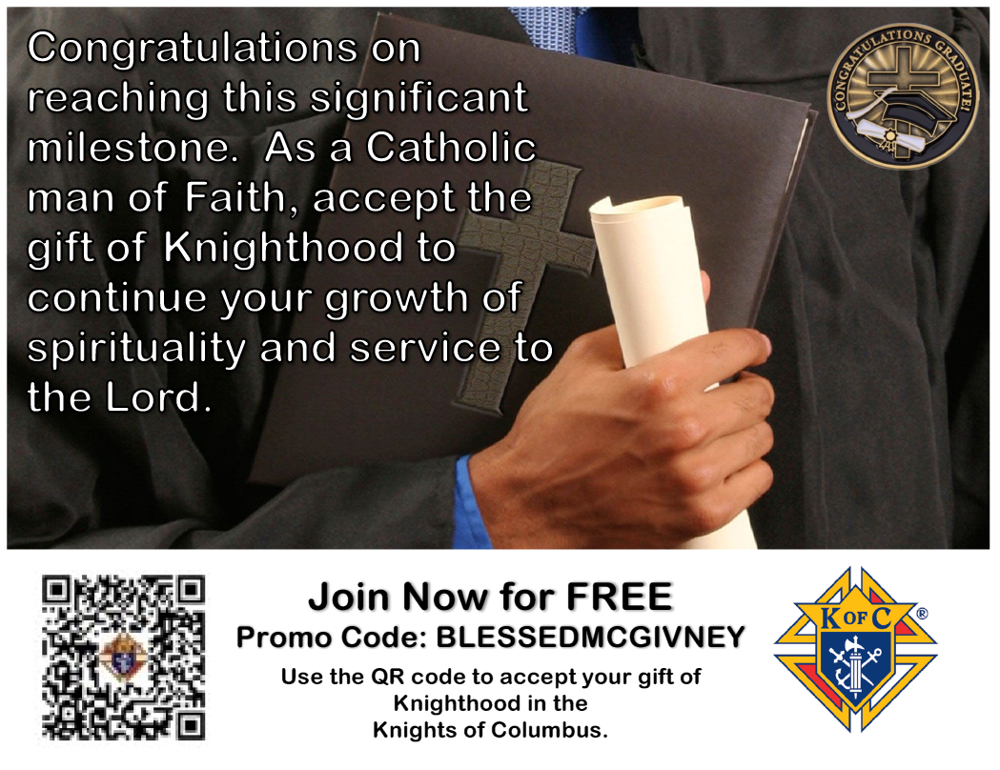 Congratulations on
reaching this significant
milestone.  As a Catholic
man of Faith, accept the
gift of Knighthood to
continue your growth of
spirituality and service to
the Lord.
CONGRATULATIONS GRADUATE!
Join Now for FREE
Promo Code: BLESSEDMCGIVNEY
Use the QR code to accept your gift of
Knighthood in the
Knights of Columbus.
K OF C ®